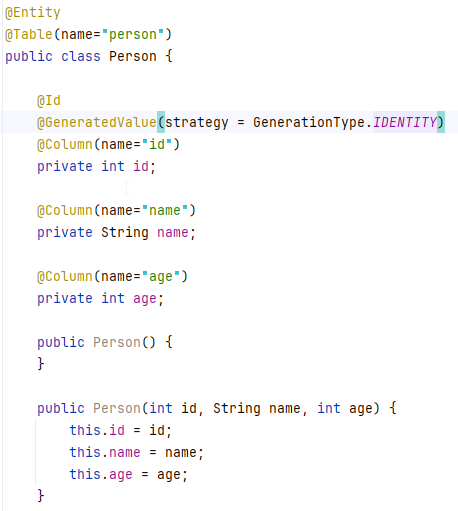 @Entity
@Table(name="person")
public class Person {
@Id
@GeneratedValue(strategy = GenerationType.IDENTITY)
@Column(name="id")
private int id;
@Column(name="name")
private String name;
@Column(name="age")
private int age;
public Person() {
}
public Person(int id, String name, int age) {
this.id = id;
this.name = name;
this.age = age;
}